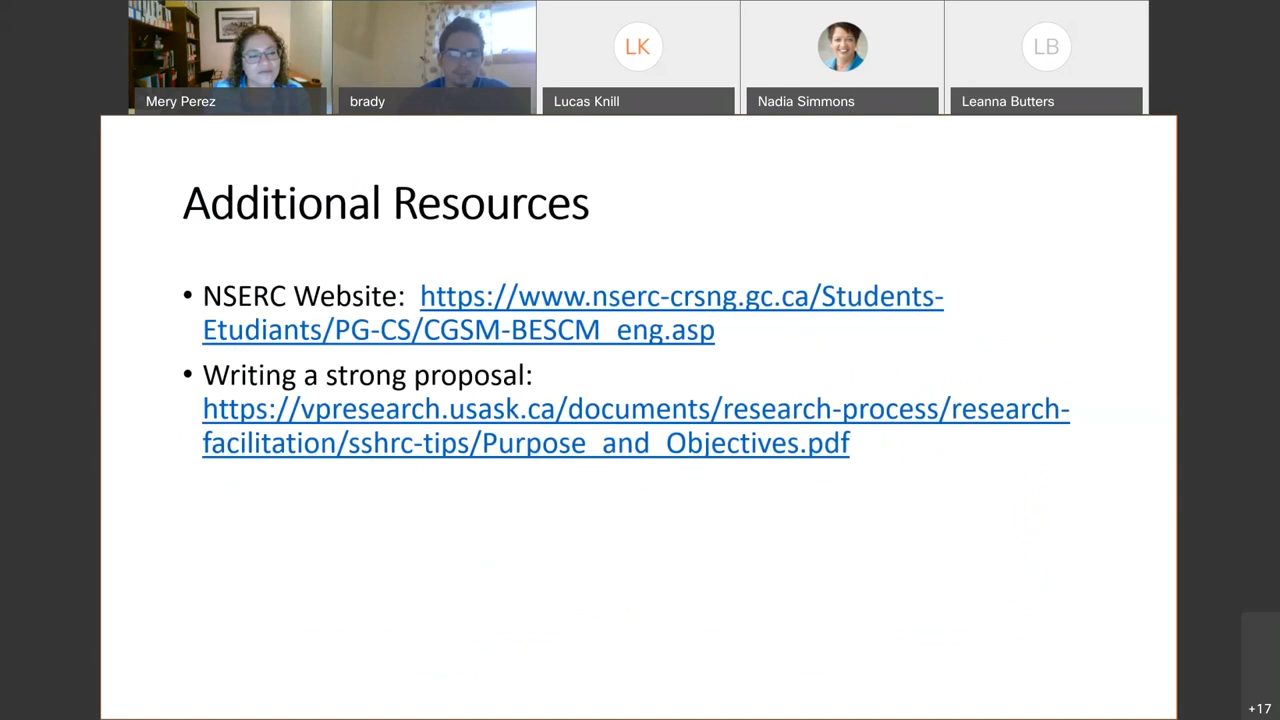 LK
LB
Mery Perez
brady
Lucas Knill
Nadia Simmons
Leanna Butters
Additional Resources
• NSERC Website: https://www.nserc-crsng.gc.ca/Students-
Etudiants/PG-CS/CGSM-BESCM_eng.asp
• Writing a strong proposal:
https://vpresearch.usask.ca/documents/research-process/research-
facilitation/sshrc-tips/Purpose_and_Objectives.pdf
+17